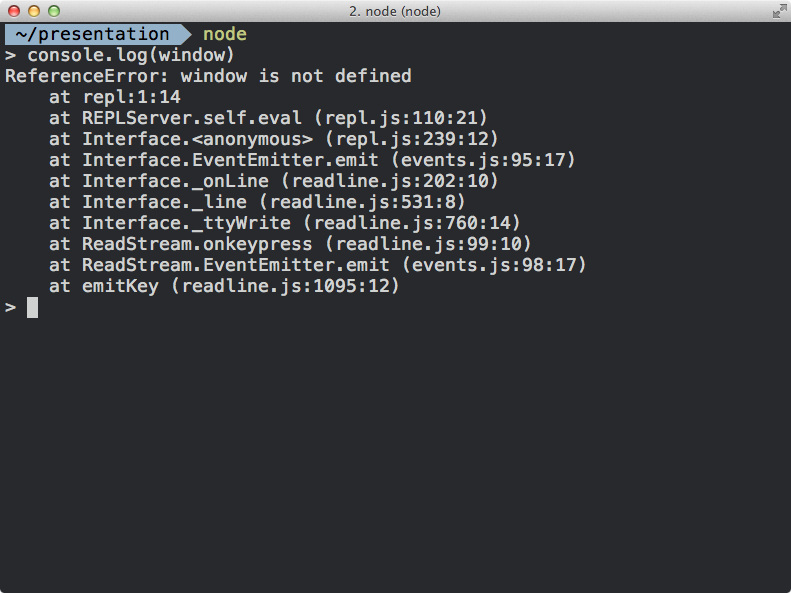 2. node (node)
~/presentation node
> console.log(window)
ReferenceError: window is not defined
    at repl:1:14
    at REPLServer.self.eval (repl.js:110:21)
    at Interface.<anonymous> (repl.js:239:12)
    at Interface.EventEmitter.emit (events.js:95:17)
    at Interface._onLine (readline.js:202:10)
    at Interface._line (readline.js:531:8)
    at Interface._ttyWrite (readline.js:760:14)
    at ReadStream.onkeypress (readline.js:99:10)
    at ReadStream.EventEmitter.emit (events.js:98:17)
    at emitKey (readline.js:1095:12)
>